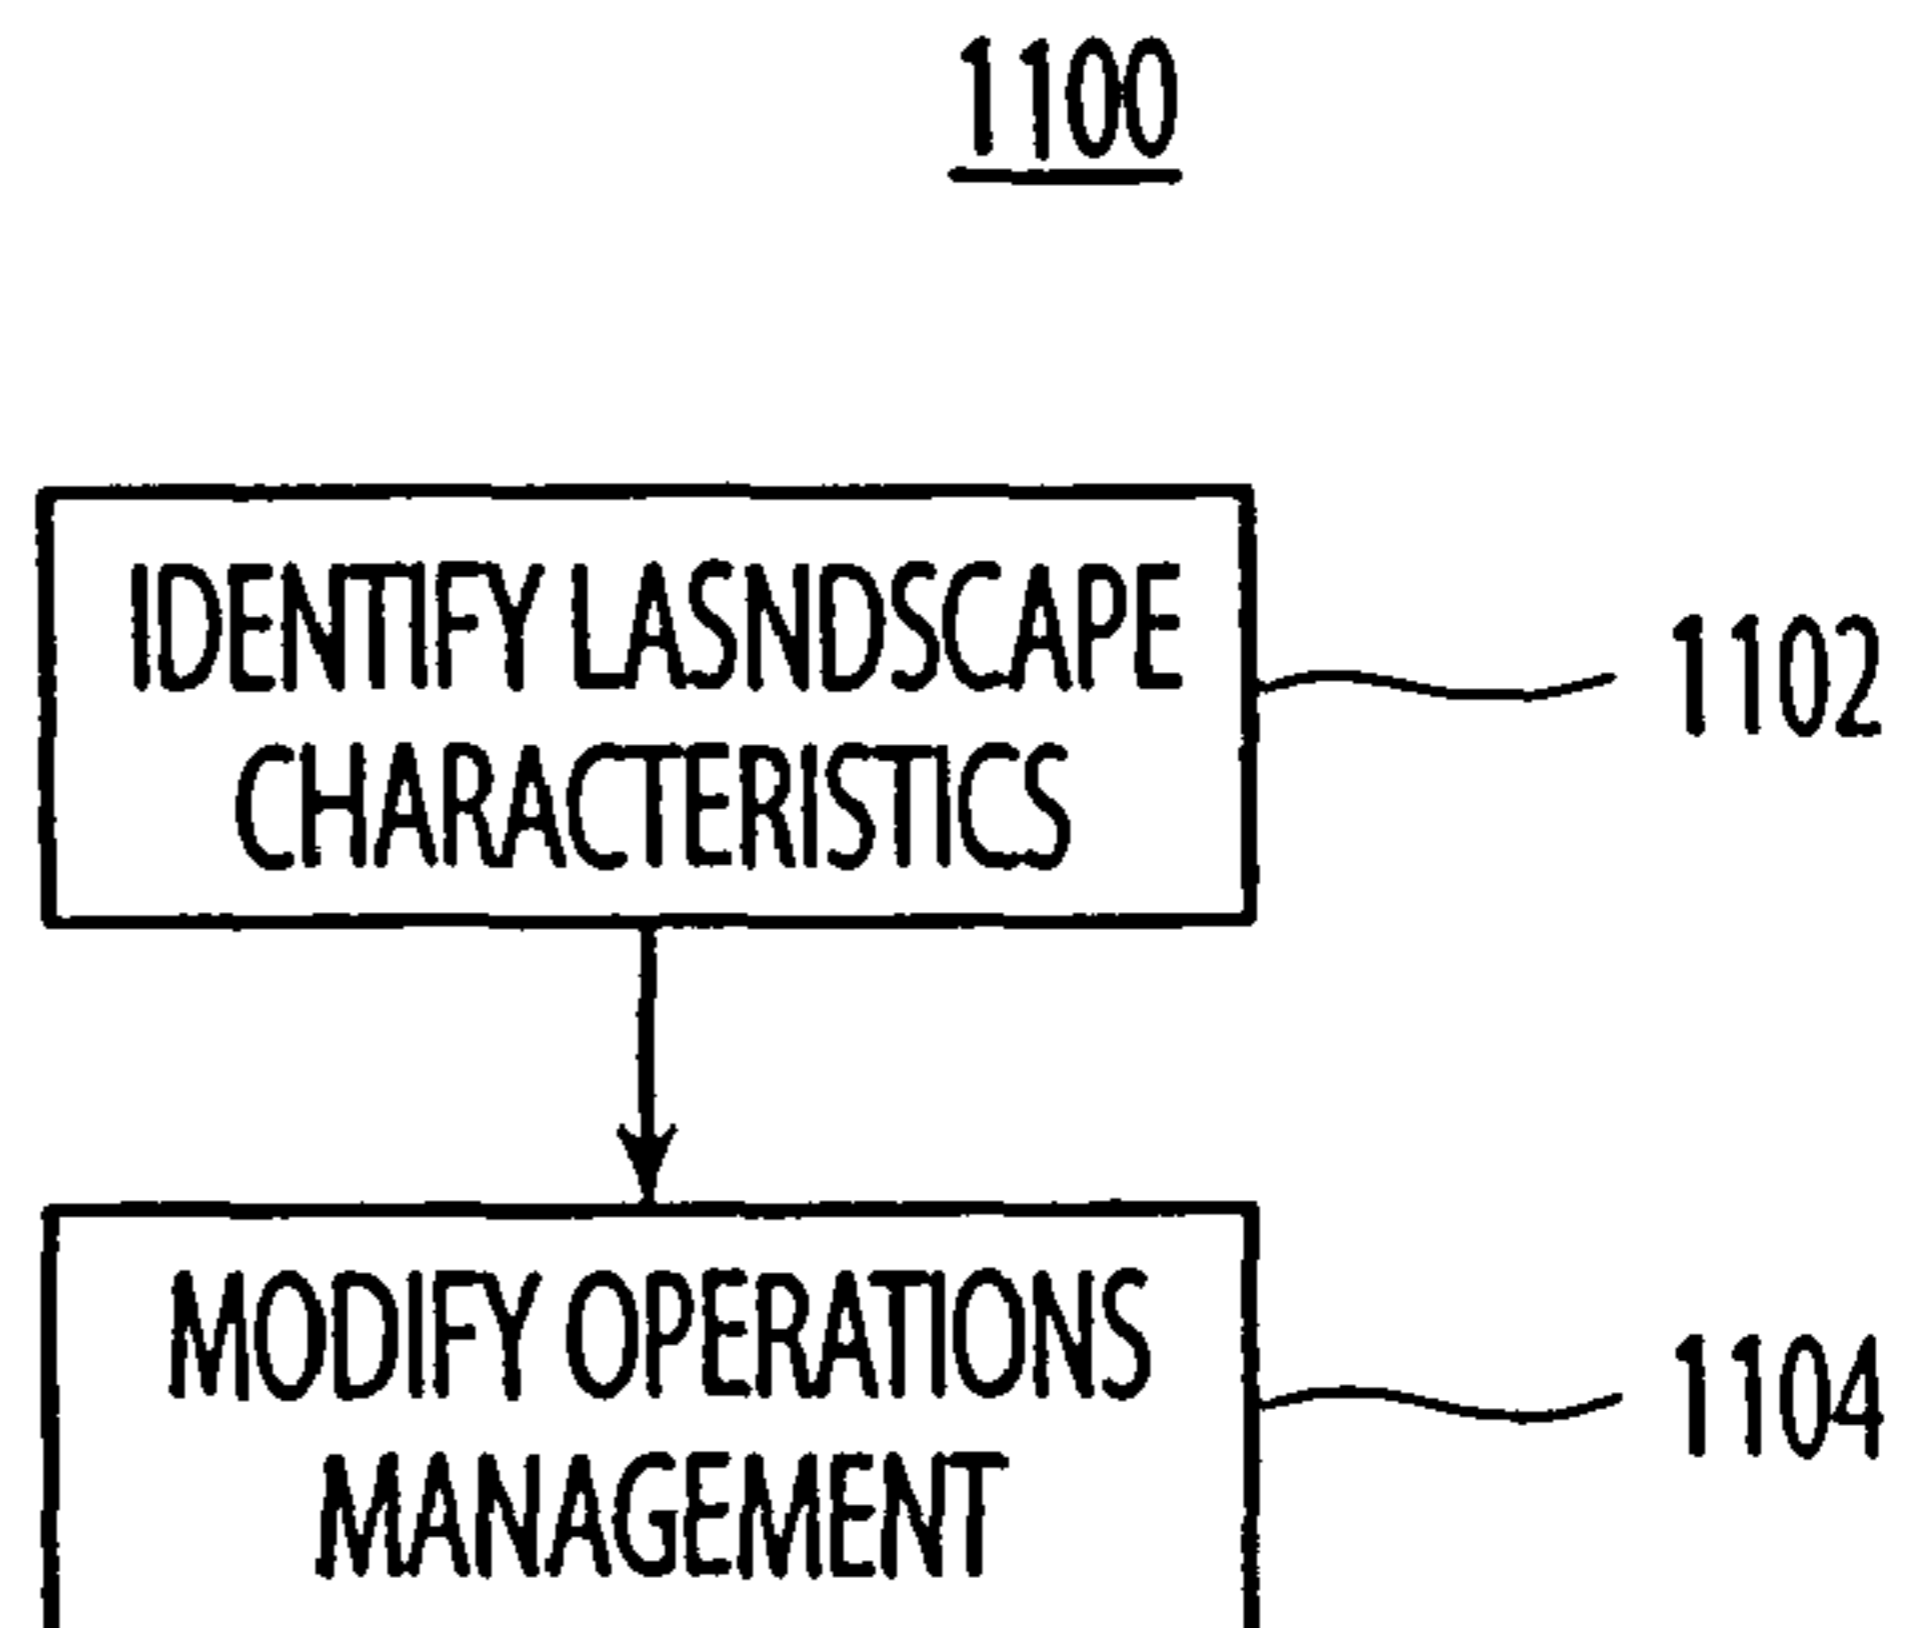 1100
IDENTIFY LASNDSCAPE
CHARACTERISTICS
1102
MODIFY OPERATIONS
MANAGEMENT
1104